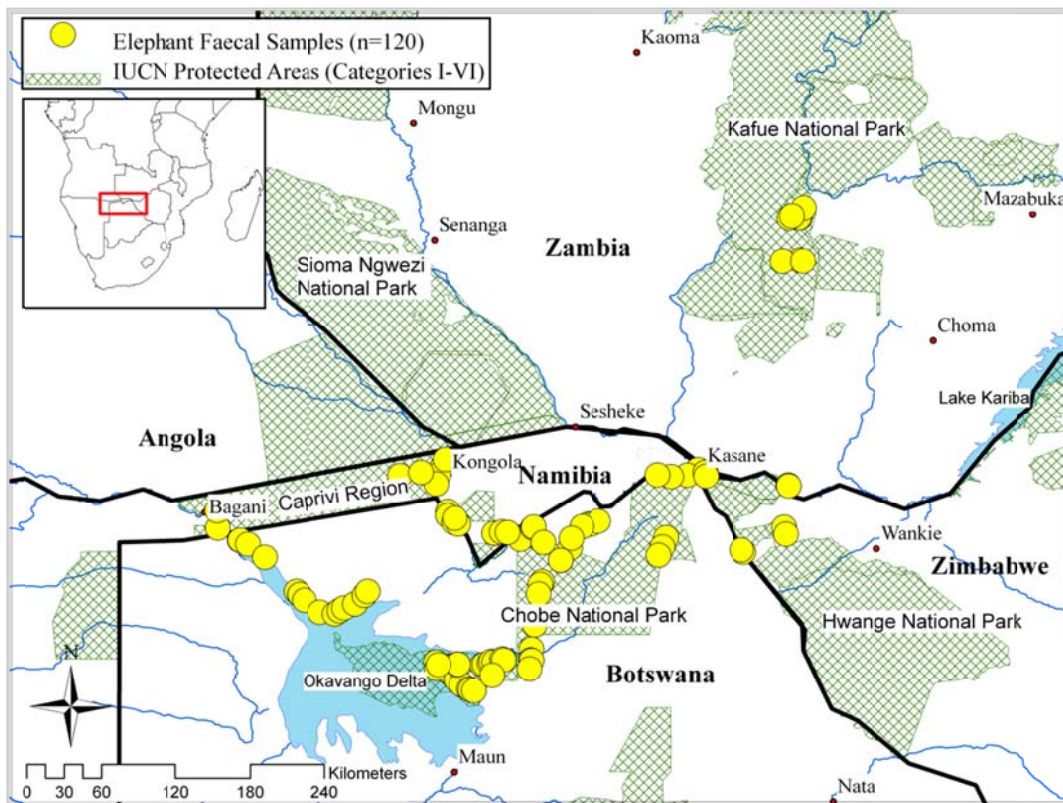 Elephant Faecal Samples (n=120)
IUCN Protected Areas (Categories I-VI)
Kaoma
Mongu
Kafue National Park
Mazabuka
Senanga
Zambia
Sioma Ngwezi
National Park
Choma
Lake Kariba
Sesheke
Angola
Kongola
Kasane
Namibia
Caprivi Region
Bagani
Wankie
Zimbabwe
Chobe National Park
Hwange National Park
N
Okavango Delta
Botswana
Maun
Kilometers
0 30 60 120 180 240
Nata